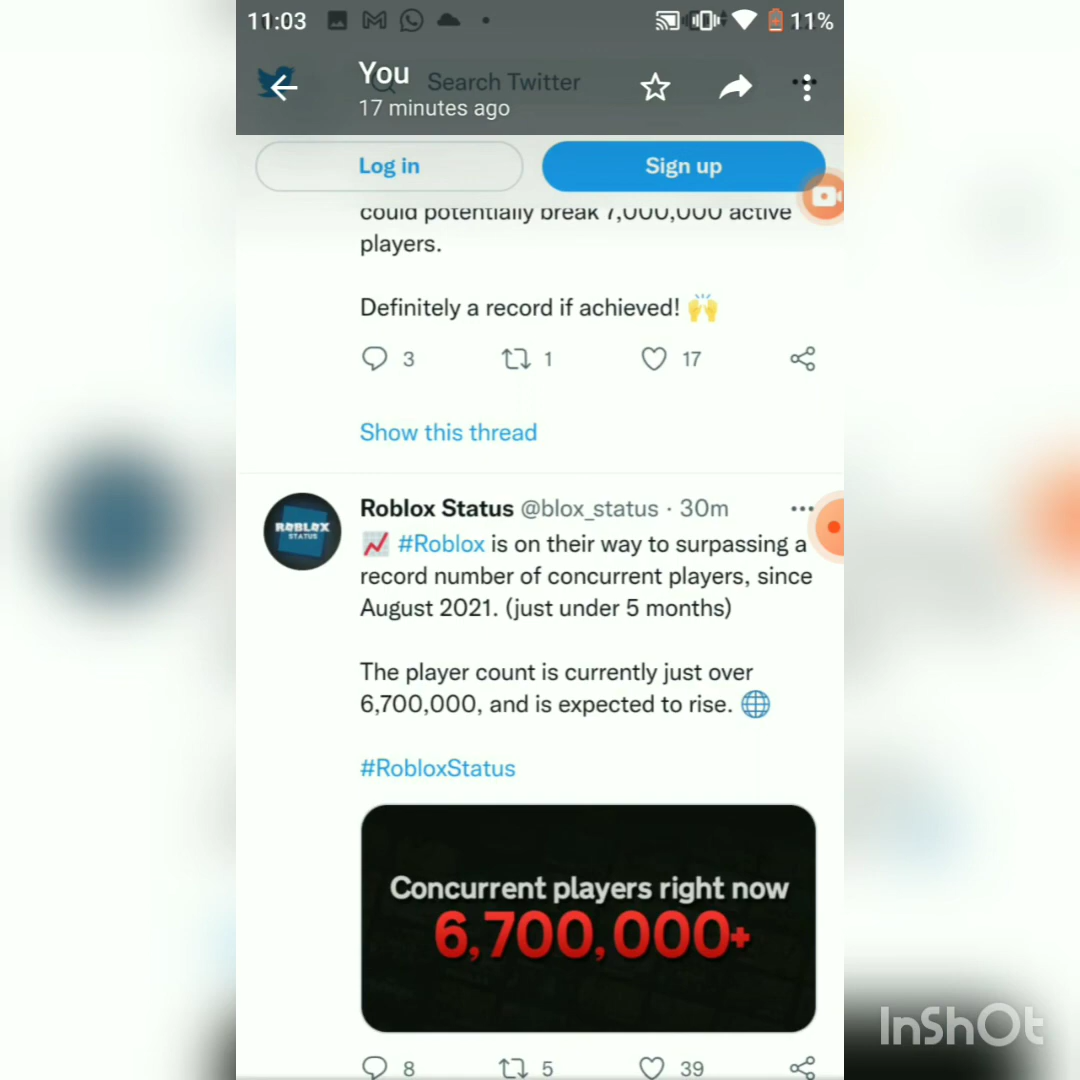 11:03
11%
You
Search Twitter
17 minutes ago
Log in
Sign up
could potentially break 7,000,000 active
players.
Definitely a record if achieved! 🙌
3
1
17
Show this thread
Roblox Status @blox_status · 30m
📈 #Roblox is on their way to surpassing a
record number of concurrent players, since
August 2021. (just under 5 months)
The player count is currently just over
6,700,000, and is expected to rise. 🌐
#RobloxStatus
ROBLOX
STATUS
Concurrent players right now
6,700,000+
8
5
39
InShOt